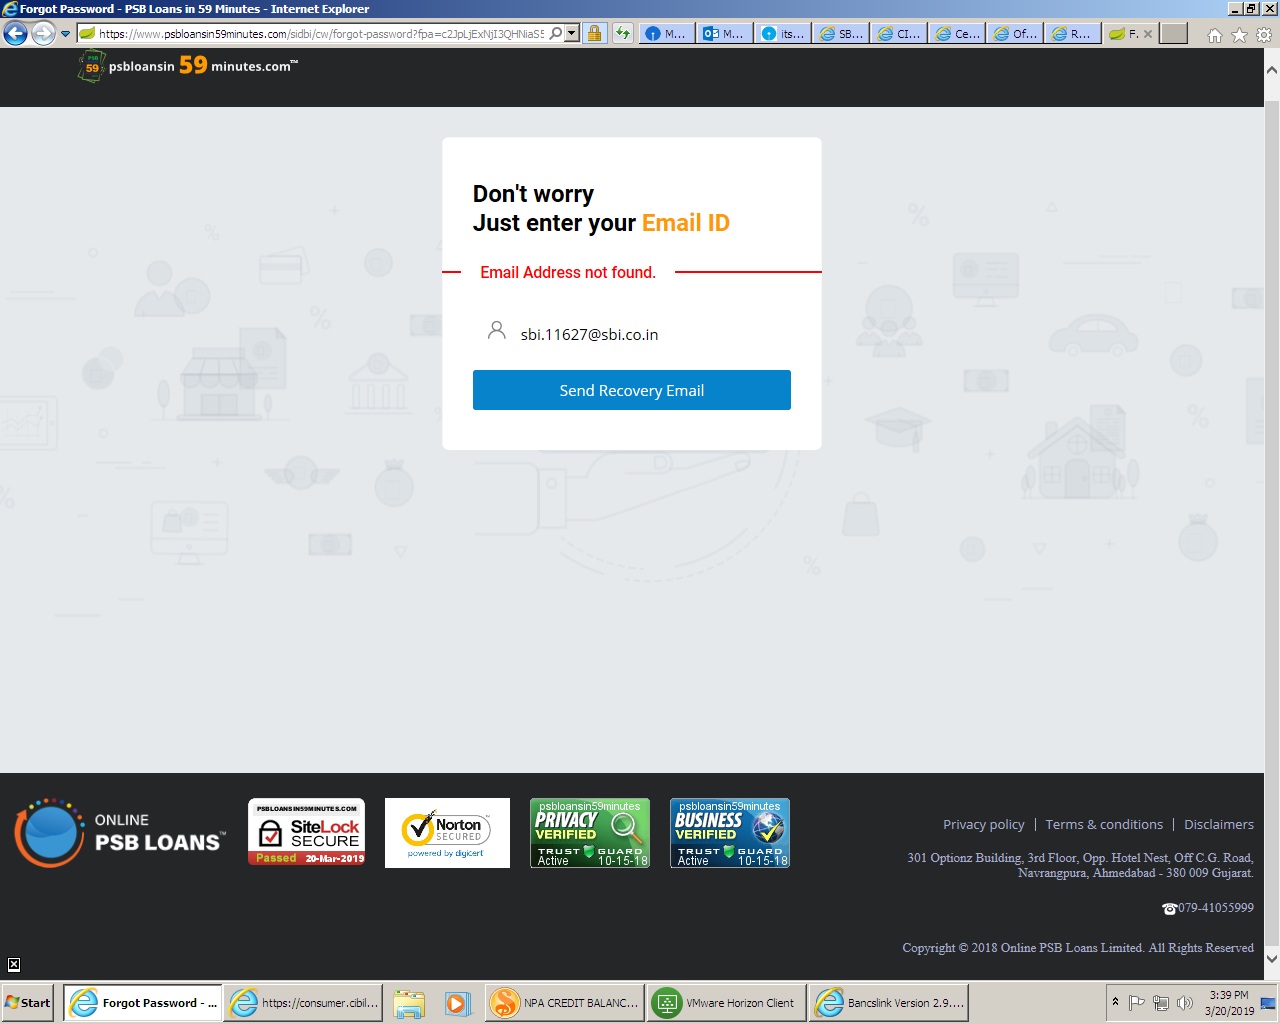 Forgot Password - PSB Loans in 59 Minutes - Internet Explorer
https://www.psbloansin59minutes.com/sidbi/cw/forgot-password?fpa=c2JpLjExNjI3QHNiaS5
M...
M...
its...
SB...
CI...
Ce...
Of...
R...
F.
psbloansin 59 minutes.com™
Don't worry
Just enter your Email ID
Email Address not found.
sbi.11627@sbi.co.in
Send Recovery Email
ONLINE
PSB LOANS™
PSBLOANSIN59MINUTES.COM
SiteLock
SECURE
Passed 20-Mar-2019
Norton
SECURED
powered by digicert
psbloansin59minutes
PRIVACY
VERIFIED
TRUST GUARD
Active 10-15-18
psbloansin59minutes
BUSINESS
VERIFIED
TRUST GUARD
Active 10-15-18
Privacy policy | Terms & conditions | Disclaimers
301 Optionz Building, 3rd Floor, Opp. Hotel Nest, Off C.G. Road,
Navrangpura, Ahmedabad - 380 009 Gujarat.
☎079-41055999
Copyright © 2018 Online PSB Loans Limited. All Rights Reserved
Start
Forgot Password - ...
https://consumer.cibil...
NPA CREDIT BALANC...
VMware Horizon Client
Bancslink Version 2.9....
3:39 PM
3/20/2019